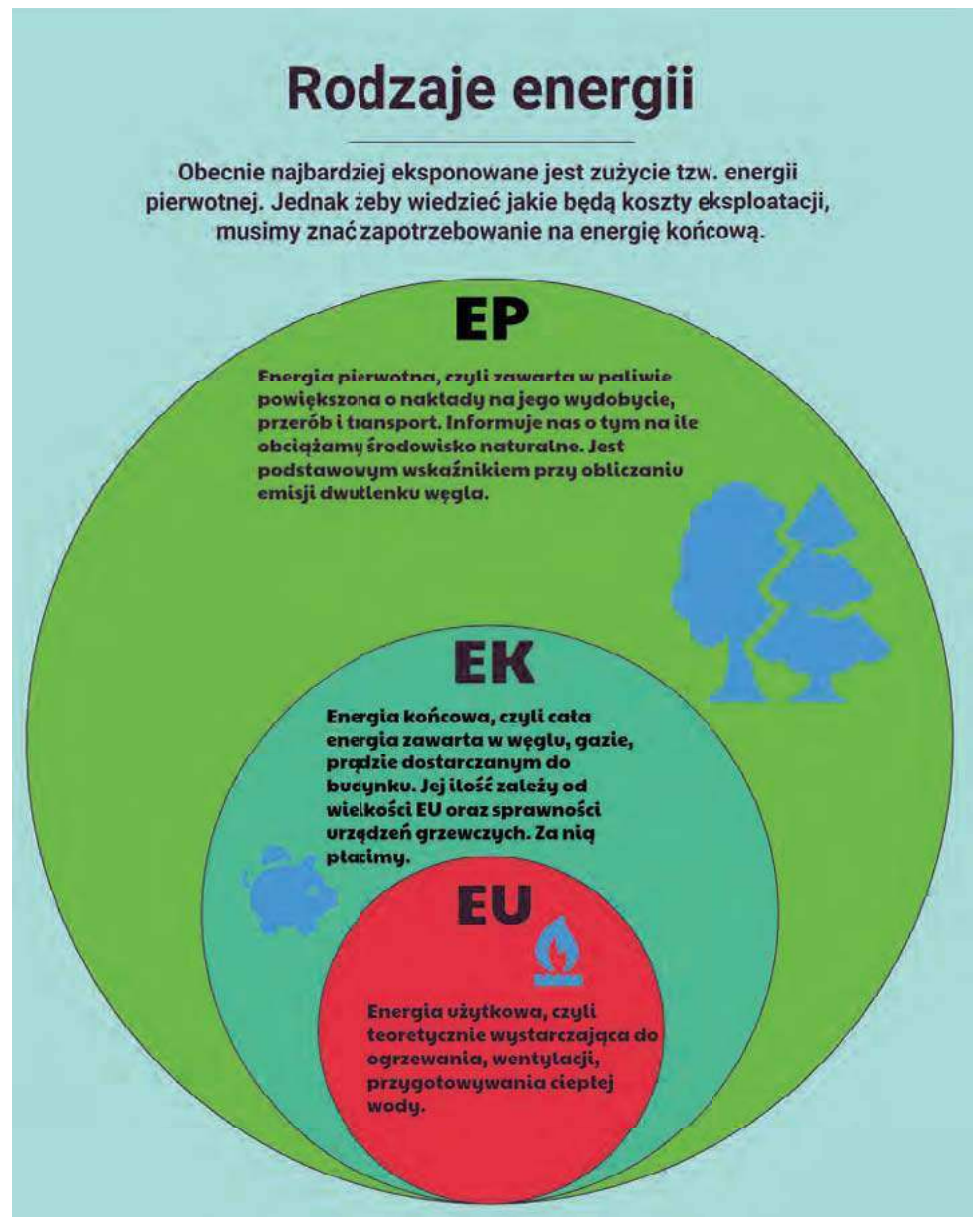 Rodzaje energii
Obecnie najbardziej eksponowane jest zużycie tzw. energii
pierwotnej. Jednak żeby wiedzieć jakie będą koszty eksploatacji,
musimy znać zapotrzebowanie na energię końcową.
EP
Energia pierwotna, czyli zawarta w paliwie
powiększona o nakłady na jego wydobycie,
przerób i transport. Informuje nas o tym na ile
obciążamy środowisko naturalne. Jest
podstawowym wskaźnikiem przy obliczaniu
emisji dwutlenku węgla.
EK
Energia końcowa, czyli cała
energia zawarta w węglu, gazie,
prądzie dostarczanym do
budynku. Jej ilość zależy od
wielkości EU oraz sprawności
urządzeń grzewczych. Za nią
płacimy.
EU
Energia użytkowa, czyli
teoretycznie wystarczająca do
ogrzewania, wentylacji,
przygotowywania ciepłej
wody.